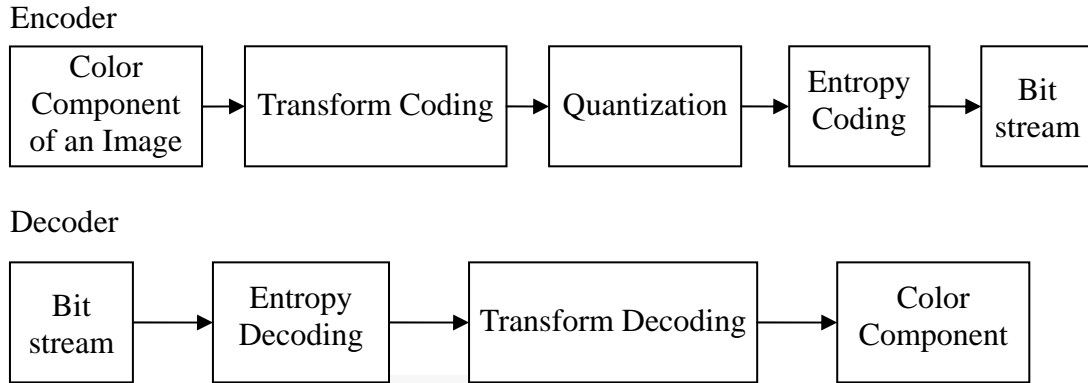 Encoder
Color
Component
of an Image
Transform Coding
Quantization
Entropy
Coding
Bit
stream
Decoder
Bit
stream
Entropy
Decoding
Transform Decoding
Color
Component